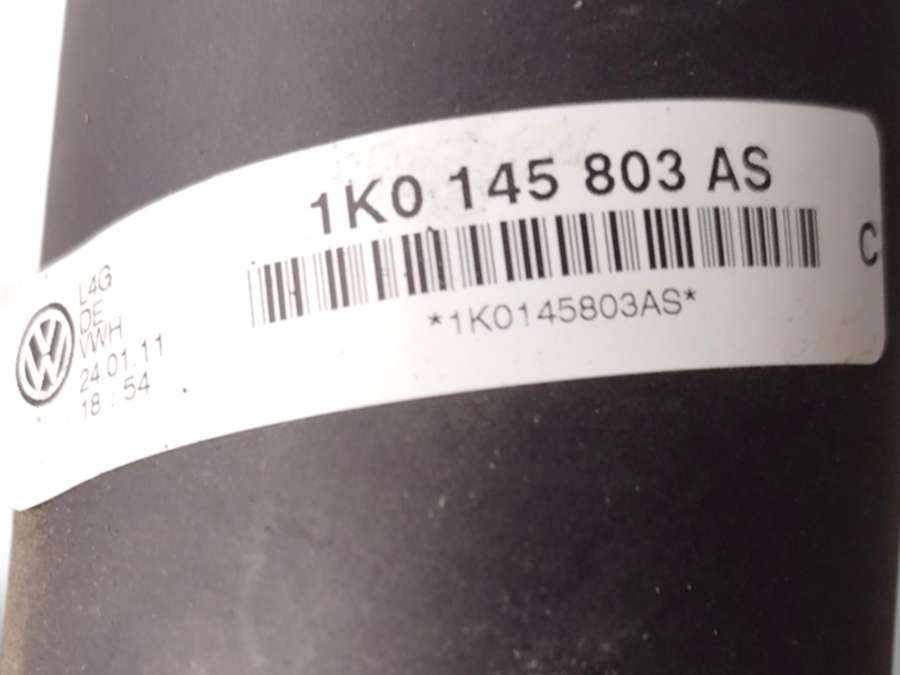 1K0 145 803 AS
C
*1K0145803AS*
L4G
DE
VWH
24.01.11
18:54